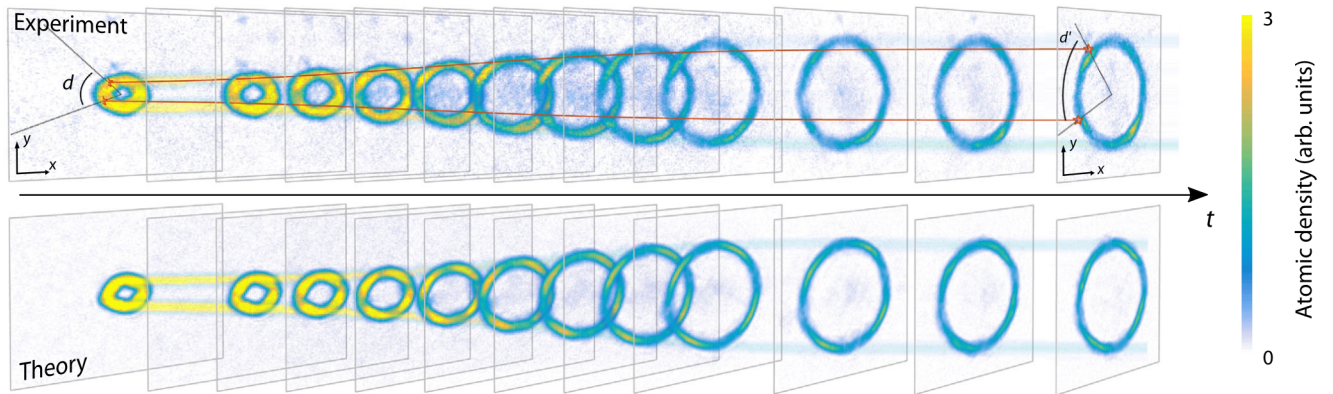 Experiment
d
y
x
d'
y
x
t
Theory
3
Atomic density (arb. units)
0